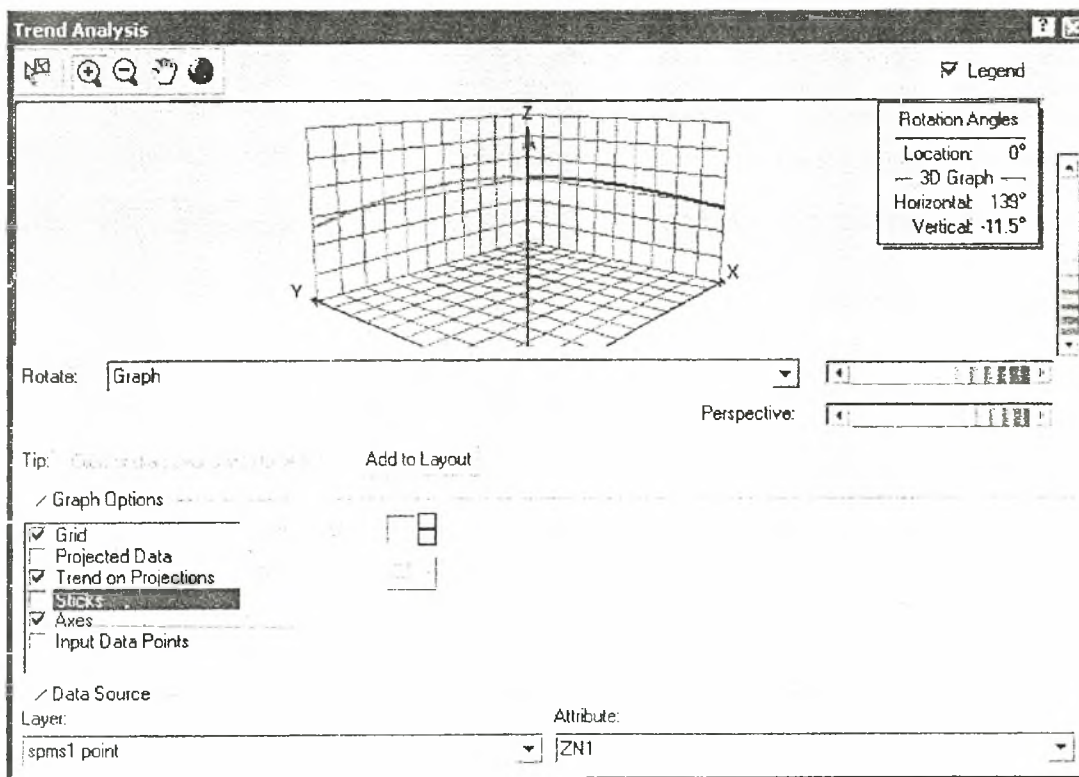 Trend Analysis
Legend
Rotation Angles
Location: 0°
3D Graph
Horizontal: 139°
Vertical: -11.5°
Z
Y
X
Rotate: Graph
Perspective:
Tip:
Add to Layout
Graph Options
Grid
Projected Data
Trend on Projections
Sticks
Axes
Input Data Points
Data Source
Layer:
Attribute:
spms1 point
ZN1